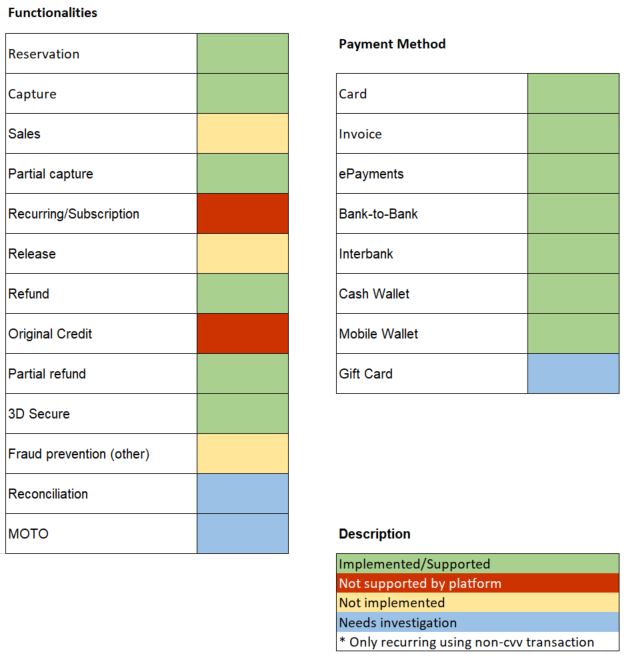 Functionalities
Reservation
Capture
Sales
Partial capture
Recurring/Subscription
Release
Refund
Original Credit
Partial refund
3D Secure
Fraud prevention (other)
Reconciliation
MOTO
Payment Method
Card
Invoice
ePayments
Bank-to-Bank
Interbank
Cash Wallet
Mobile Wallet
Gift Card
Description
Implemented/Supported
Not supported by platform
Not implemented
Needs investigation
* Only recurring using non-cvv transaction